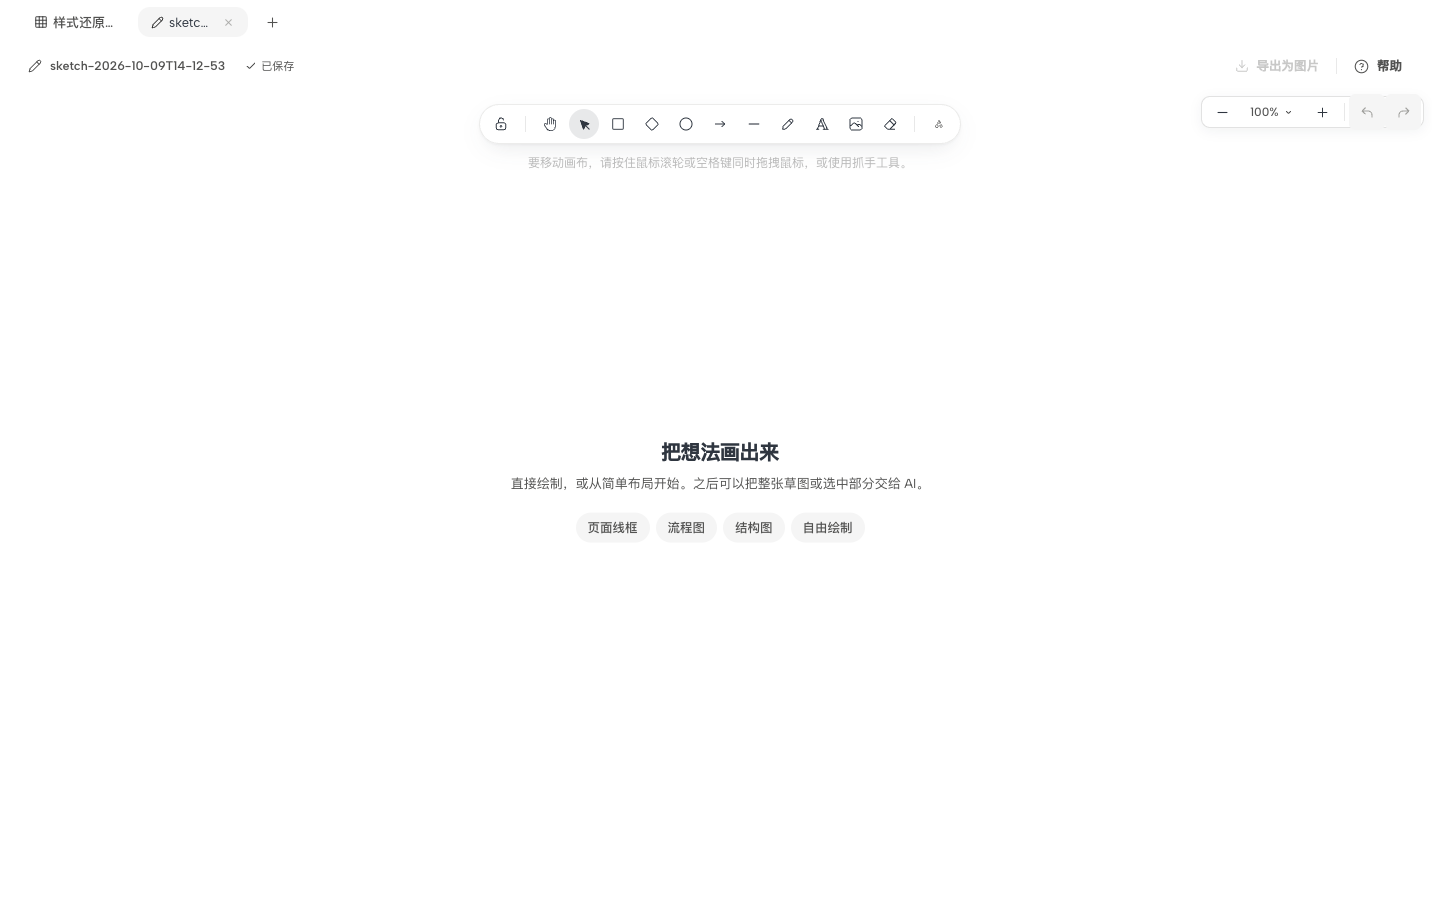 样式还原...
sketc...
sketch-2026-10-09T14-12-53
已保存
导出为图片
帮助
100%
要移动画布，请按住鼠标滚轮或空格键同时拖拽鼠标，或使用抓手工具。
把想法画出来
直接绘制，或从简单布局开始。之后可以把整张草图或选中部分交给 AI。
页面线框
流程图
结构图
自由绘制